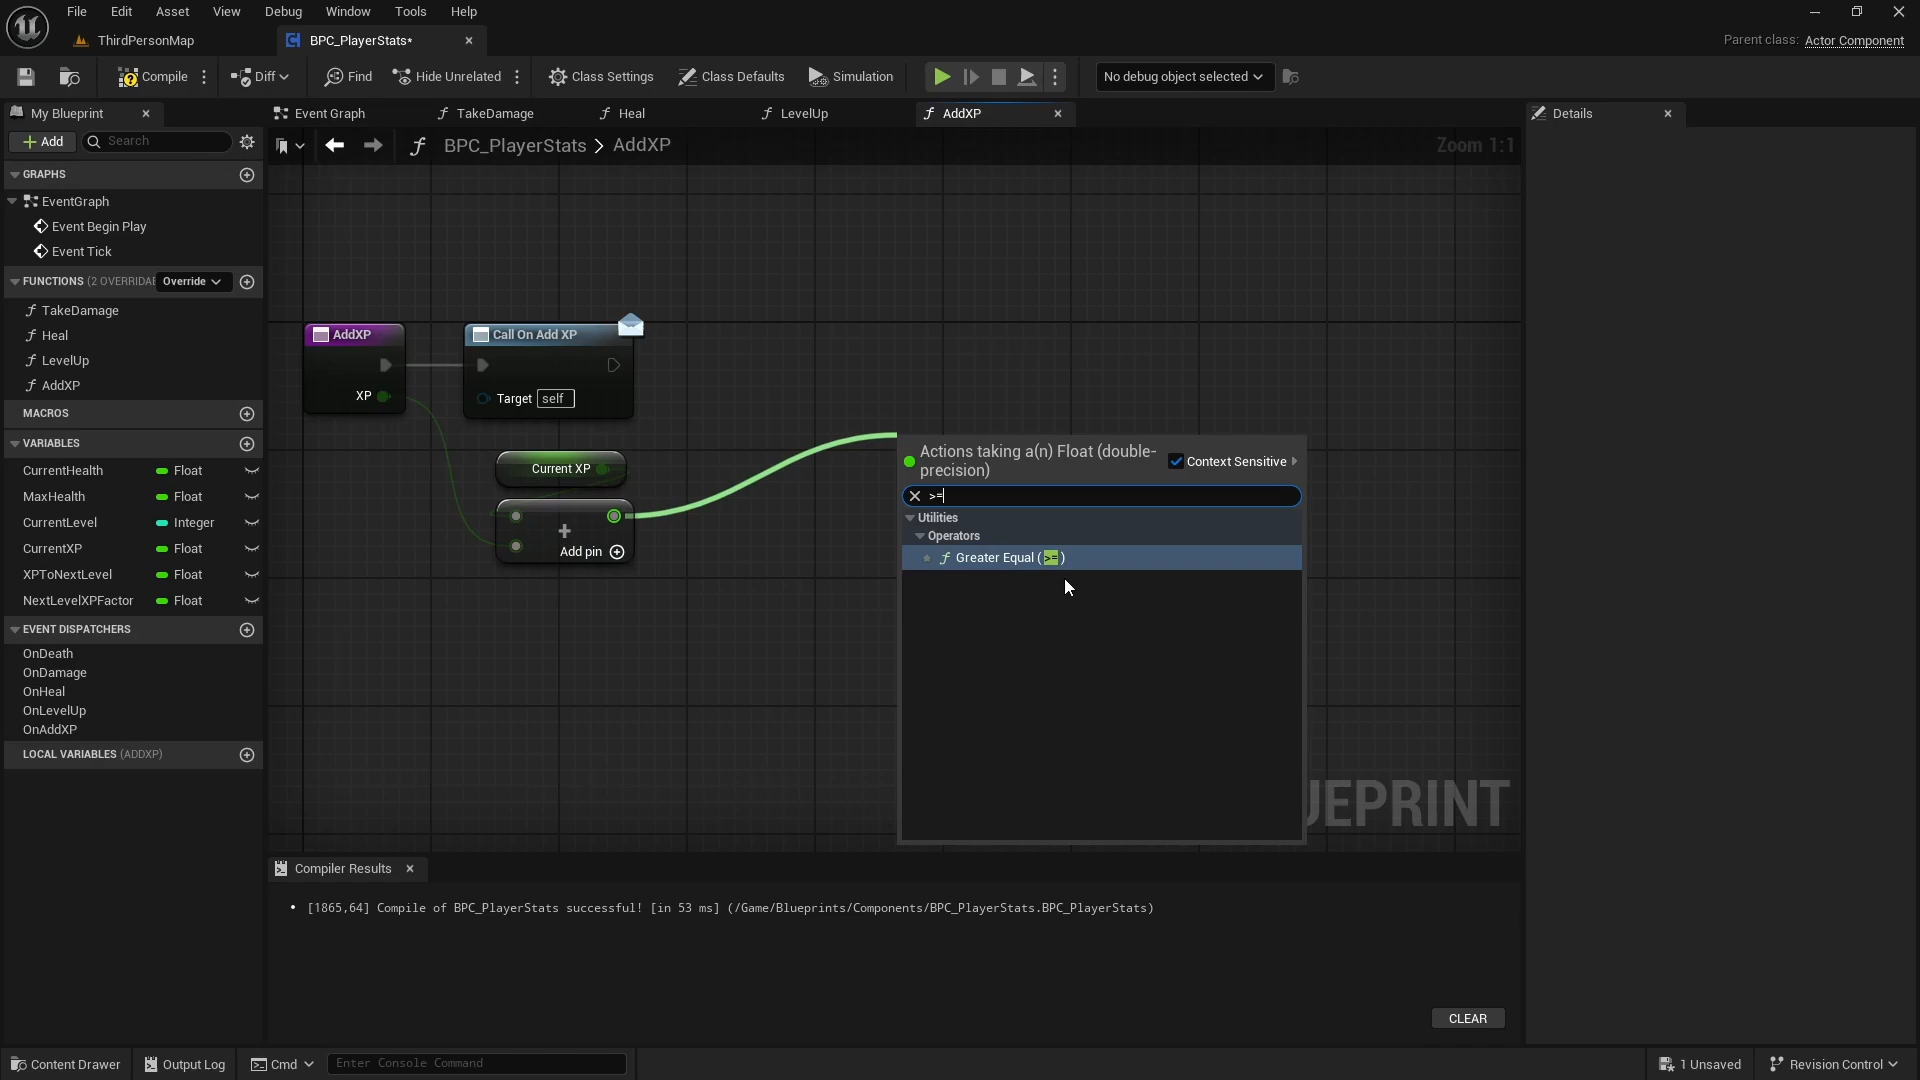 File Edit Asset View Debug Window Tools Help
ThirdPersonMap
BPC_PlayerStats*
Parent class: Actor Component
Compile
Diff
Find
Hide Unrelated
Class Settings
Class Defaults
Simulation
No debug object selected
My Blueprint
Event Graph
TakeDamage
Heal
LevelUp
AddXP
Details
Add
Search
BPC_PlayerStats > AddXP
Zoom 1:1
GRAPHS
EventGraph
Event Begin Play
Event Tick
FUNCTIONS (2 OVERRIDAB
Override
TakeDamage
Heal
LevelUp
AddXP
MACROS
VARIABLES
CurrentHealth Float
MaxHealth Float
CurrentLevel Integer
CurrentXP Float
XPToNextLevel Float
NextLevelXPFactor Float
EVENT DISPATCHERS
OnDeath
OnDamage
OnHeal
OnLevelUp
OnAddXP
LOCAL VARIABLES (ADDXP)
AddXP
XP
Call On Add XP
Target self
Current XP
Add pin
Actions taking a(n) Float (double-
precision)
Context Sensitive
>=
Utilities
Operators
Greater Equal (>=)
UEPRINT
Compiler Results
• [1865,64] Compile of BPC_PlayerStats successful! [in 53 ms] (/Game/Blueprints/Components/BPC_PlayerStats.BPC_PlayerStats)
CLEAR
Content Drawer
Output Log
Cmd
Enter Console Command
1 Unsaved
Revision Control